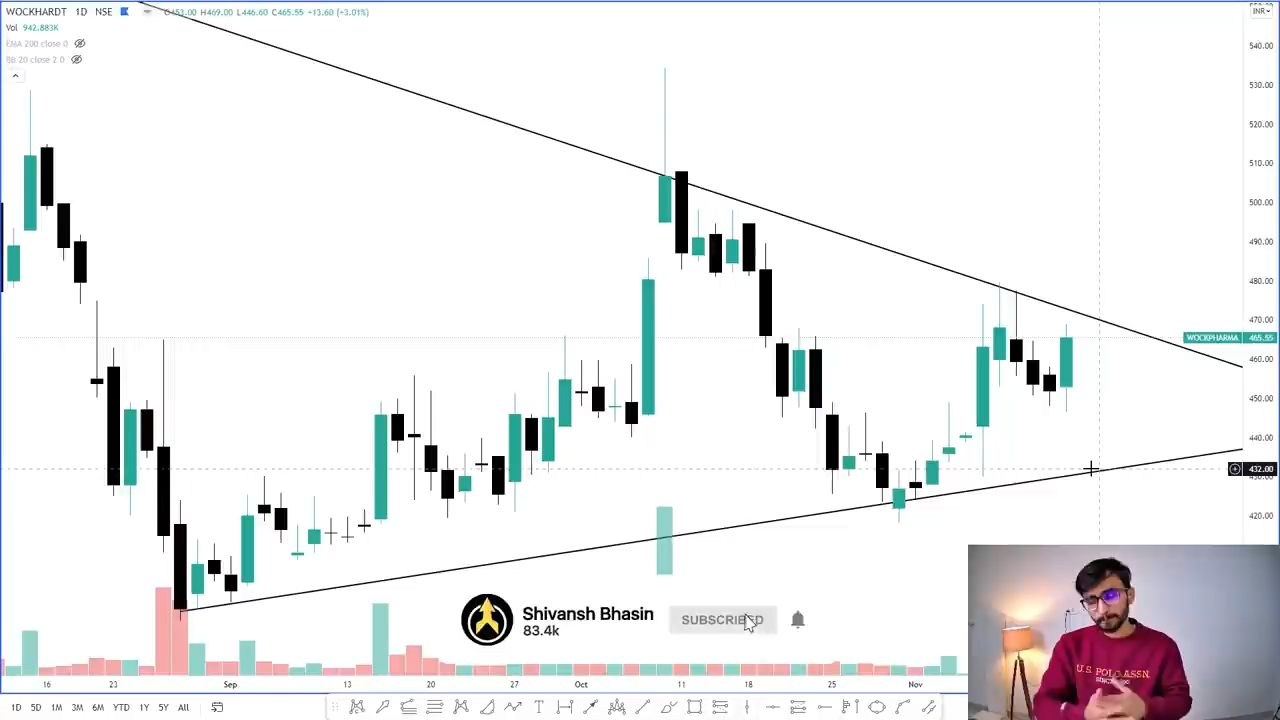 WOCKHARDT 1D NSE O453.00 H469.00 L446.60 C465.55 +13.60 (+3.01%)
Vol 942.883K
EMA 200 close 0
BB 20 close 2 0
INR
540.00
520.00
510.00
500.00
490.00
480.00
470.00
WOCKPHARMA 465.55
460.00
450.00
440.00
432.00
420.00
Shivansh Bhasin
83.4k
SUBSCRIBED
U.S. POLO ASSN.
16 23 Sep 13 20 27 Oct 11 18 25 Nov
1D 5D 1M 3M 6M YTD 1Y 5Y All